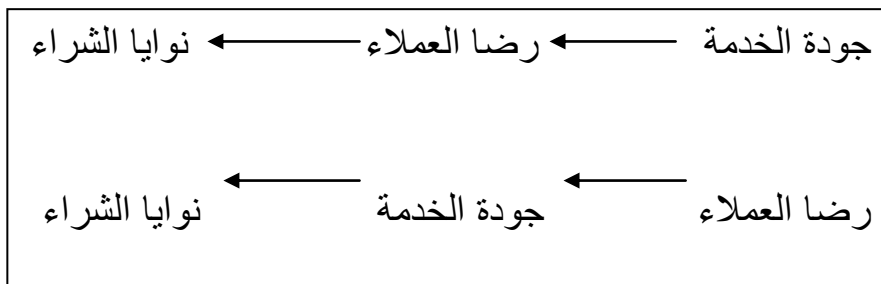 جودة الخدمة رضا العملاء نوايا الشراء
رضا العملاء جودة الخدمة نوايا الشراء